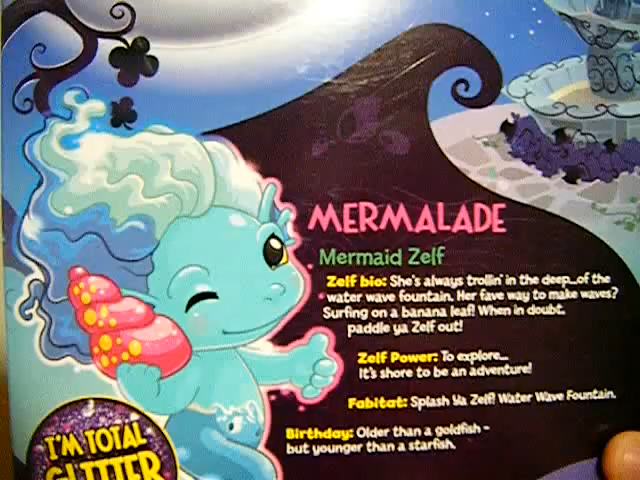 MERMALADE
Mermaid Zelf
Zelf bio: She's always trollin' in the deep...of the
water wave fountain. Her fave way to make waves?
Surfing on a banana leaf! When in doubt,
paddle ya Zelf out!
Zelf Power: To explore...
It's shore to be an adventure!
Fabitat: Splash Ya Zelf! Water Wave Fountain.
Birthday: Older than a goldfish -
but younger than a starfish.
I'M TOTAL
GLITTER